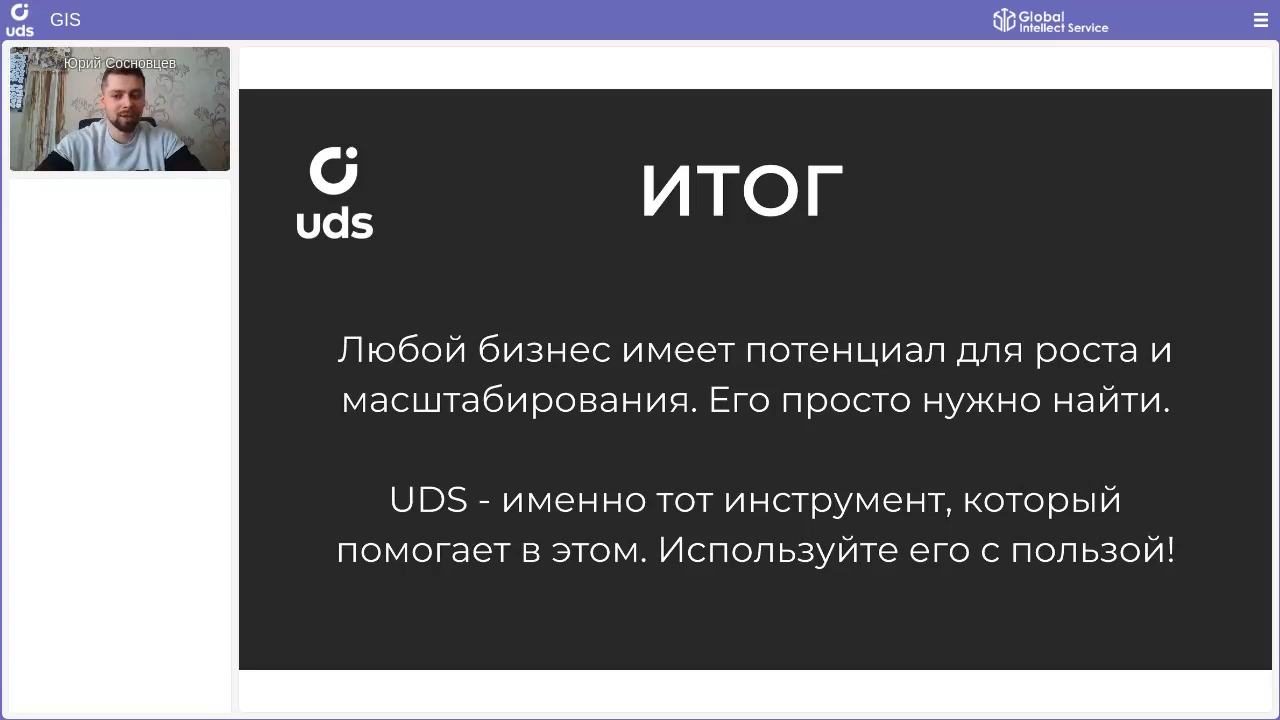 uds
GIS
Global
Intellect Service
Юрий Сосновцев
uds
ИТОГ
Любой бизнес имеет потенциал для роста и
масштабирования. Его просто нужно найти.
UDS - именно тот инструмент, который
помогает в этом. Используйте его с пользой!